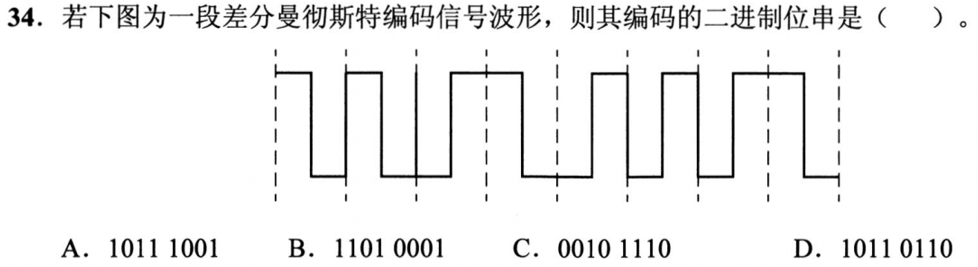 34. 若下图为一段差分曼彻斯特编码信号波形，则其编码的二进制位串是（　　）。
A. 1011 1001　　B. 1101 0001　　C. 0010 1110　　D. 1011 0110